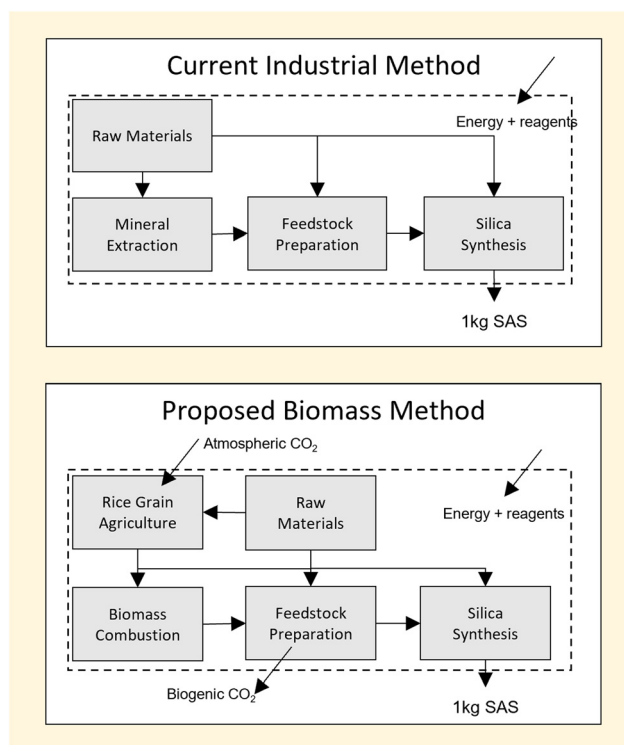 Current Industrial Method
Energy + reagents
Raw Materials
Mineral
Extraction
Feedstock
Preparation
Silica
Synthesis
1kg SAS
Proposed Biomass Method
Atmospheric CO₂
Rice Grain
Agriculture
Raw
Materials
Energy + reagents
Biomass
Combustion
Feedstock
Preparation
Silica
Synthesis
Biogenic CO₂
1kg SAS